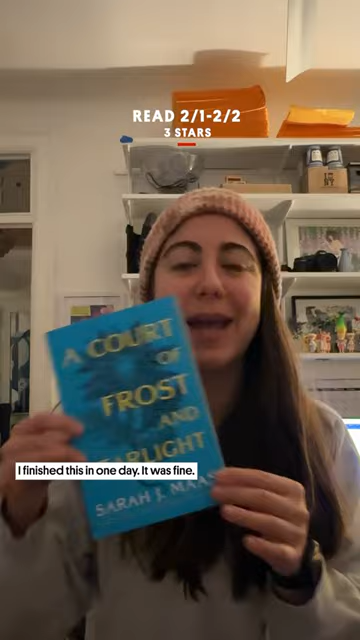 READ 2/1-2/2
3 STARS
A COURT
OF
FROST
AND
STARLIGHT
SARAH J. MAAS
I finished this in one day. It was fine.